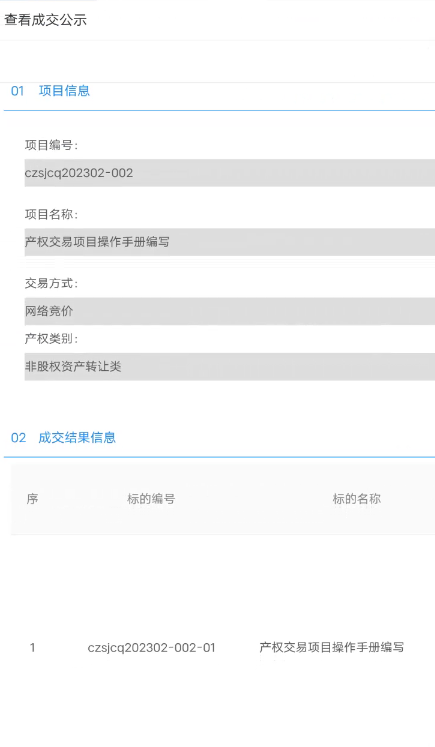 查看成交公示
01 项目信息
项目编号：
czsjcq202302-002
项目名称：
产权交易项目操作手册编写
交易方式：
网络竞价
产权类别：
非股权资产转让类
02 成交结果信息
序 标的编号 标的名称
1 czsjcq202302-002-01 产权交易项目操作手册编写